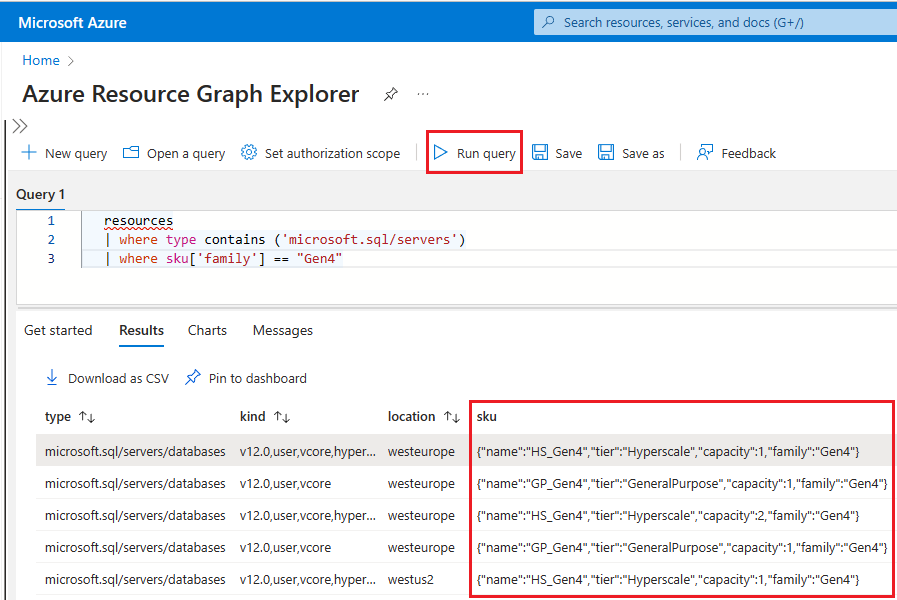 Microsoft Azure
Search resources, services, and docs (G+/)
Home
Azure Resource Graph Explorer
New query Open a query Set authorization scope Run query Save Save as Feedback
Query 1
1 resources
2 | where type contains ('microsoft.sql/servers')
3 | where sku['family'] == "Gen4"
Get started Results Charts Messages
Download as CSV Pin to dashboard
type kind location sku
microsoft.sql/servers/databases v12.0,user,vcore,hyper... westeurope {"name":"HS_Gen4","tier":"Hyperscale","capacity":1,"family":"Gen4"}
microsoft.sql/servers/databases v12.0,user,vcore westeurope {"name":"GP_Gen4","tier":"GeneralPurpose","capacity":1,"family":"Gen4"}
microsoft.sql/servers/databases v12.0,user,vcore,hyper... westeurope {"name":"HS_Gen4","tier":"Hyperscale","capacity":2,"family":"Gen4"}
microsoft.sql/servers/databases v12.0,user,vcore westeurope {"name":"GP_Gen4","tier":"GeneralPurpose","capacity":1,"family":"Gen4"}
microsoft.sql/servers/databases v12.0,user,vcore,hyper... westus2 {"name":"HS_Gen4","tier":"Hyperscale","capacity":1,"family":"Gen4"}